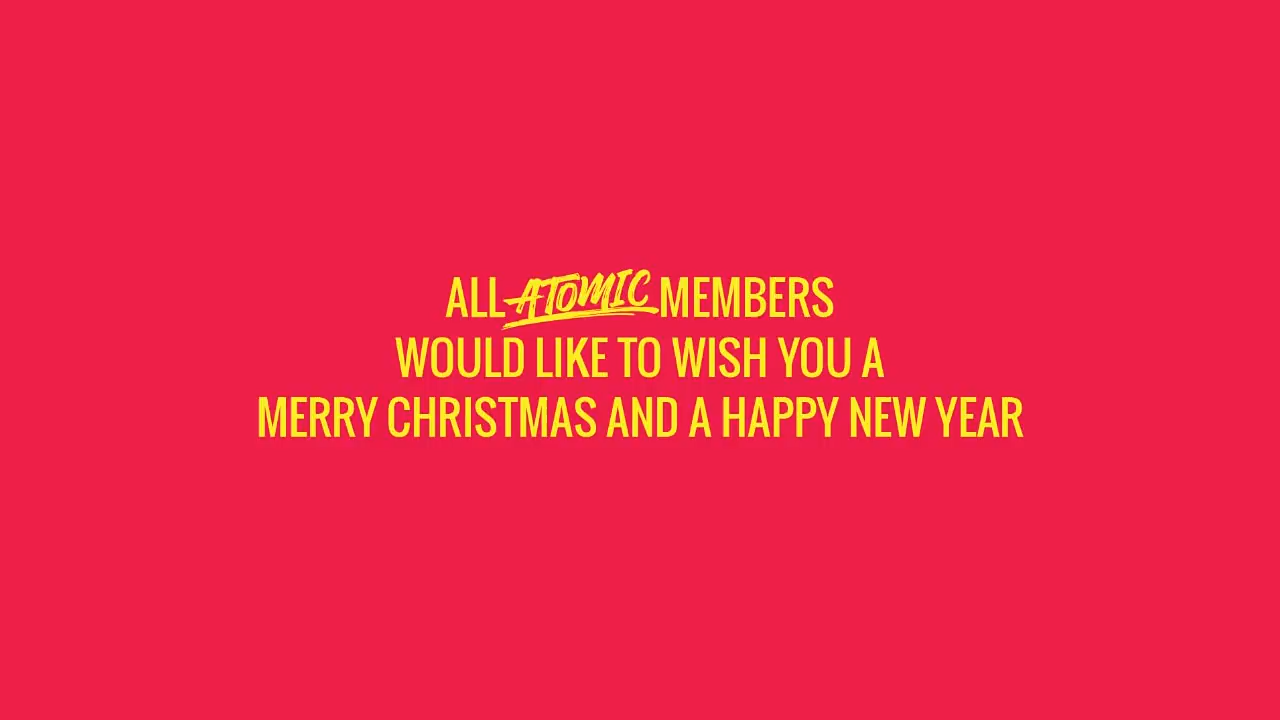 ALL ATOMIC MEMBERS
WOULD LIKE TO WISH YOU A
MERRY CHRISTMAS AND A HAPPY NEW YEAR